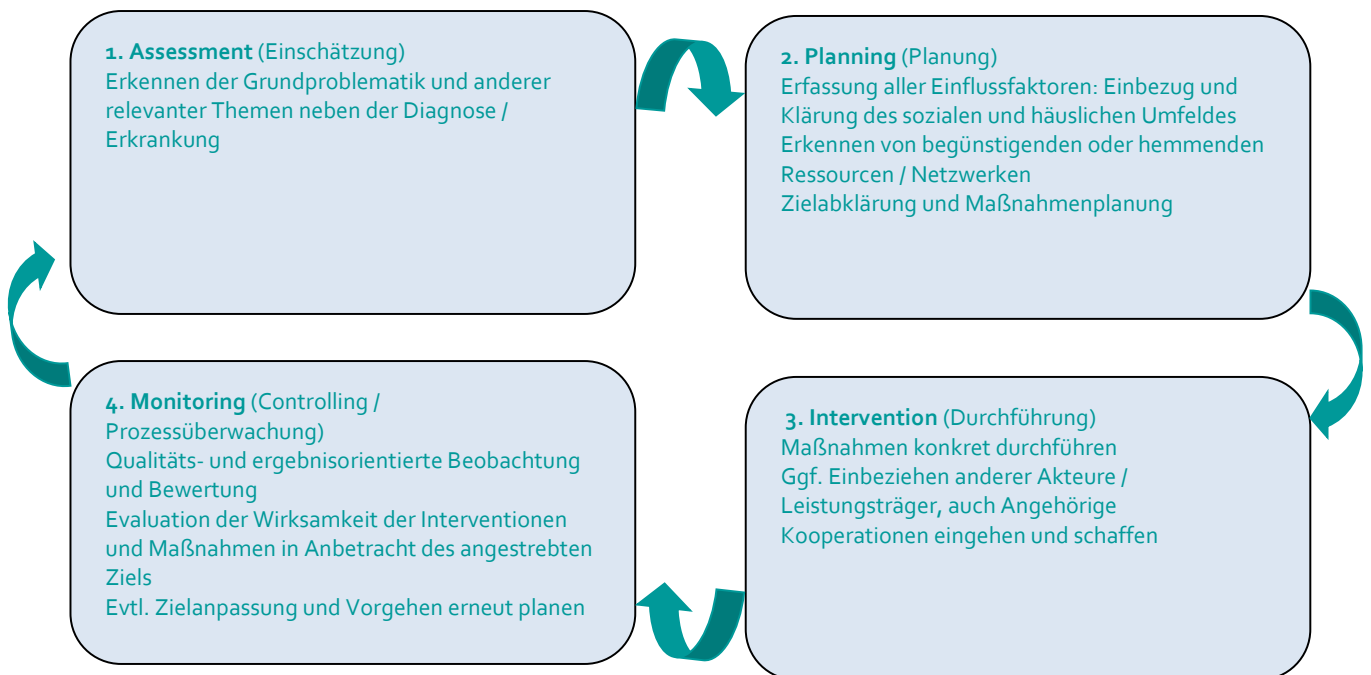 1. Assessment (Einschätzung)
Erkennen der Grundproblematik und anderer
relevanter Themen neben der Diagnose /
Erkrankung
2. Planning (Planung)
Erfassung aller Einflussfaktoren: Einbezug und
Klärung des sozialen und häuslichen Umfeldes
Erkennen von begünstigenden oder hemmenden
Ressourcen / Netzwerken
Zielabklärung und Maßnahmenplanung
3. Intervention (Durchführung)
Maßnahmen konkret durchführen
Ggf. Einbeziehen anderer Akteure /
Leistungsträger, auch Angehörige
Kooperationen eingehen und schaffen
4. Monitoring (Controlling /
Prozessüberwachung)
Qualitäts- und ergebnisorientierte Beobachtung
und Bewertung
Evaluation der Wirksamkeit der Interventionen
und Maßnahmen in Anbetracht des angestrebten
Ziels
Evtl. Zielanpassung und Vorgehen erneut planen